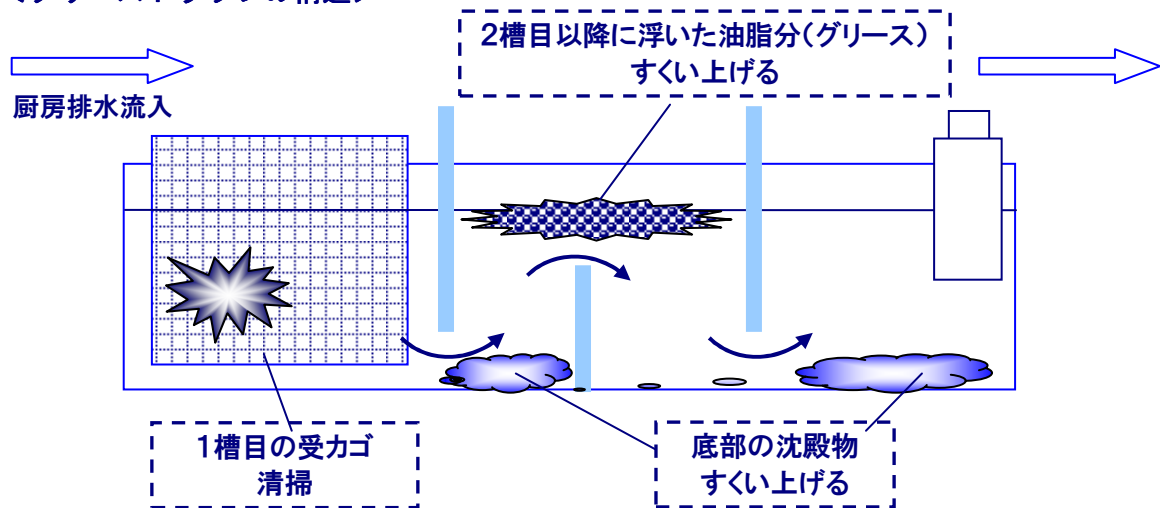 2槽目以降に浮いた油脂分(グリース)
すくい上げる
厨房排水流入
1槽目の受カゴ
清掃
底部の沈殿物
すくい上げる